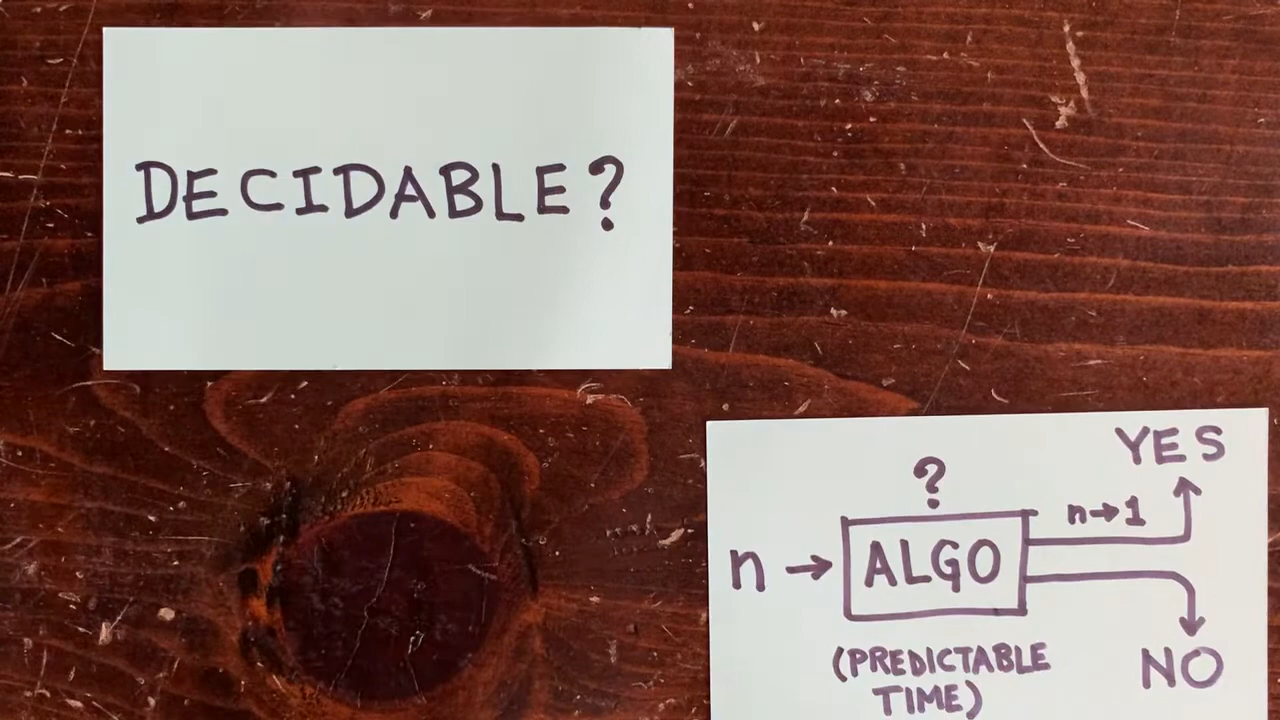 DECIDABLE?
YES
?
n→1
n → ALGO
(PREDICTABLE
TIME)
NO